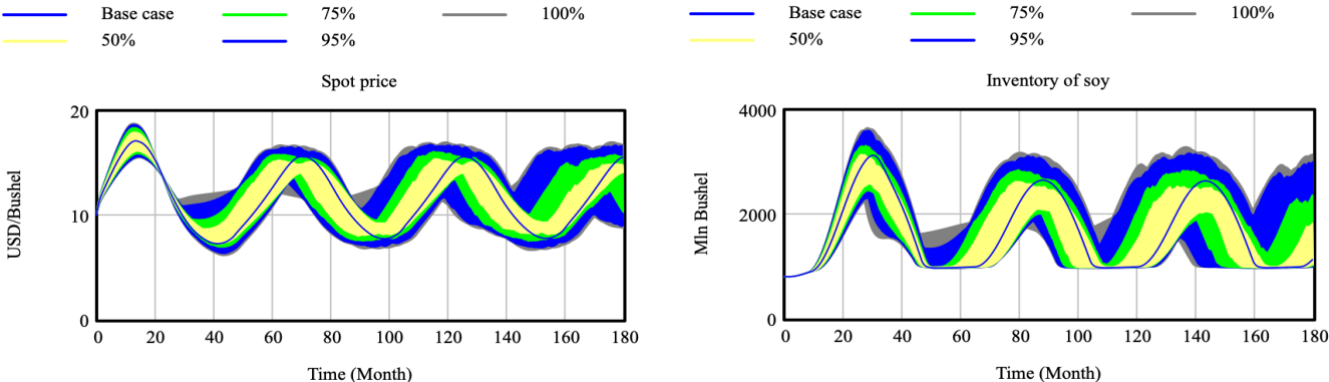 Base case 75% 100%
50% 95%
Spot price
20
10
0
USD/Bushel
0 20 40 60 80 100 120 140 160 180
Time (Month)
Base case 75% 100%
50% 95%
Inventory of soy
4000
2000
0
Mln Bushel
0 20 40 60 80 100 120 140 160 180
Time (Month)